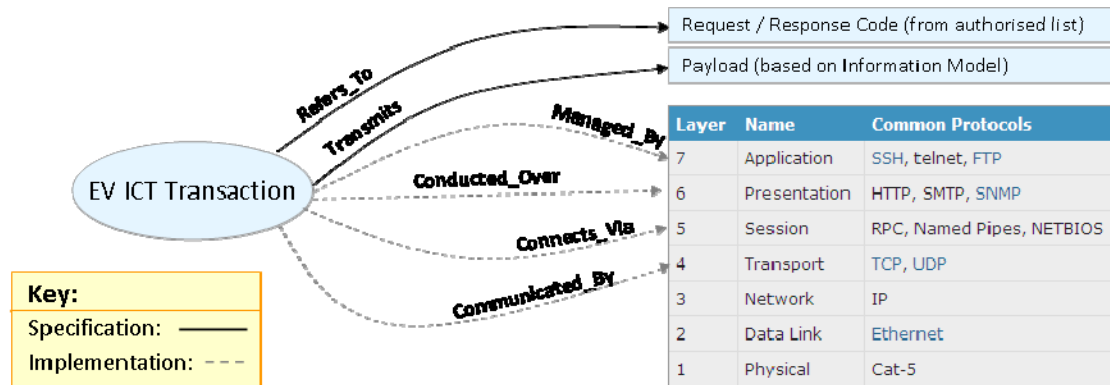 Request / Response Code (from authorised list)
Payload (based on Information Model)
Refers_To
Transmits
Managed_By
Conducted_Over
Connects_Via
Communicated_By
EV ICT Transaction
Layer Name Common Protocols
7 Application SSH, telnet, FTP
6 Presentation HTTP, SMTP, SNMP
5 Session RPC, Named Pipes, NETBIOS
4 Transport TCP, UDP
3 Network IP
2 Data Link Ethernet
1 Physical Cat-5
Key:
Specification:
Implementation: